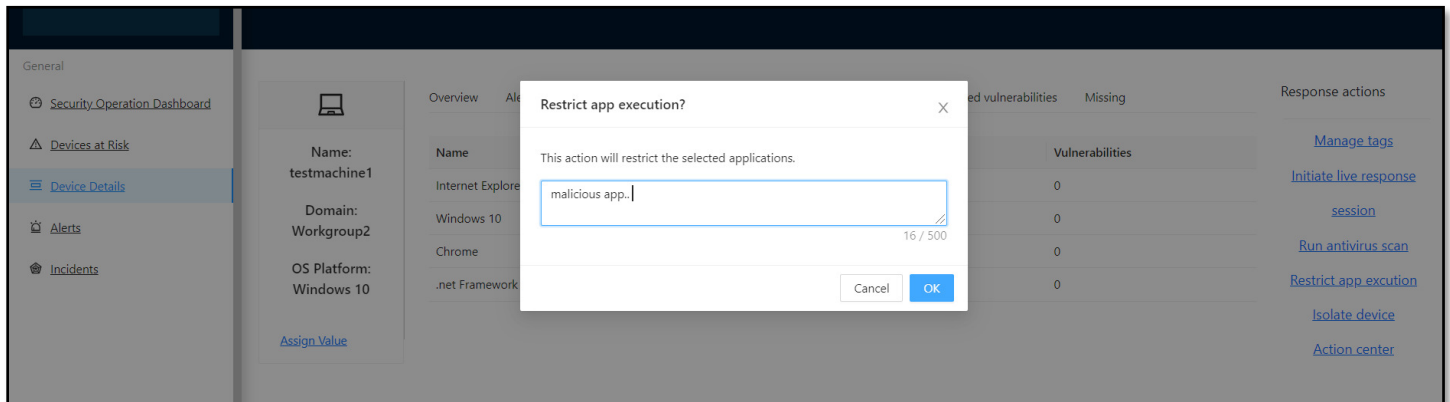 General
Security Operation Dashboard
Devices at Risk
Device Details
Alerts
Incidents
Name:
testmachine1
Domain:
Workgroup2
OS Platform:
Windows 10
Assign Value
Overview Ale ed vulnerabilities Missing
Name Vulnerabilities
Internet Explore 0
Windows 10 0
Chrome 0
.net Framework 0
Restrict app execution?
X
This action will restrict the selected applications.
malicious app..
16 / 500
Cancel OK
Response actions
Manage tags
Initiate live response
session
Run antivirus scan
Restrict app excution
Isolate device
Action center